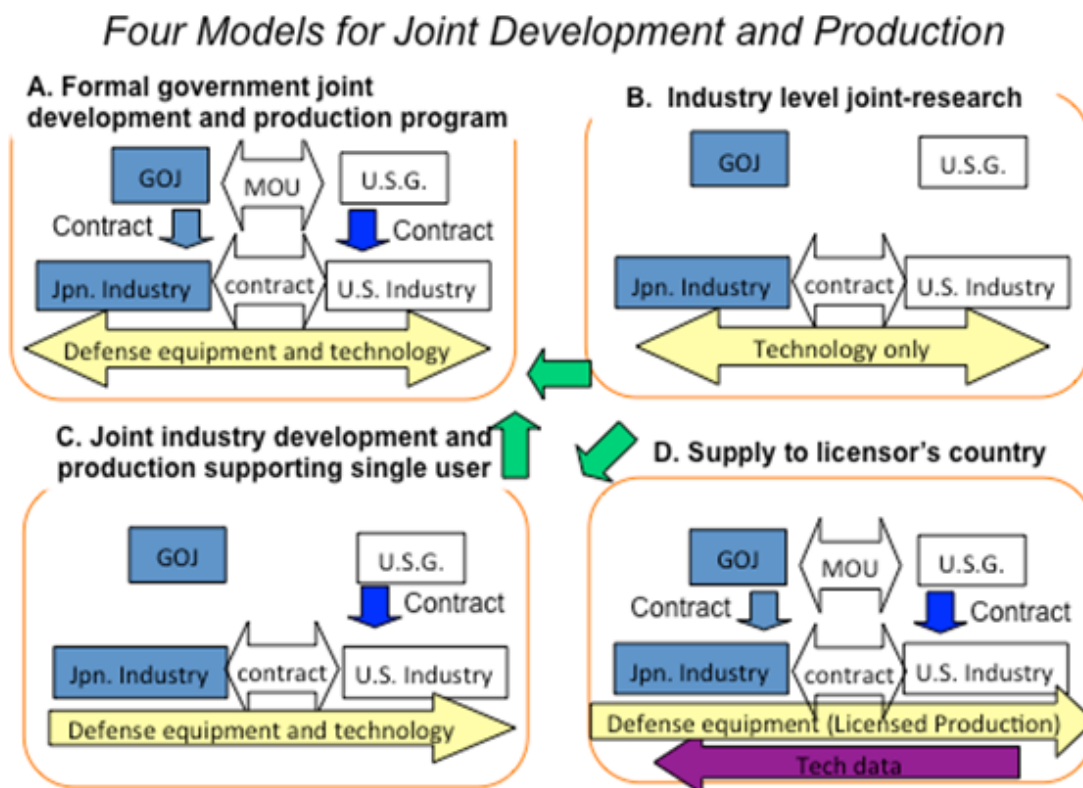 Four Models for Joint Development and Production
A. Formal government joint
development and production program
GOJ
MOU
U.S.G.
Contract
Contract
Jpn. Industry
contract
U.S. Industry
Defense equipment and technology
B. Industry level joint-research
GOJ
U.S.G.
Jpn. Industry
contract
U.S. Industry
Technology only
C. Joint industry development and
production supporting single user
GOJ
U.S.G.
Contract
Jpn. Industry
contract
U.S. Industry
Defense equipment and technology
D. Supply to licensor's country
GOJ
MOU
U.S.G.
Contract
Contract
Jpn. Industry
contract
U.S. Industry
Defense equipment (Licensed Production)
Tech data